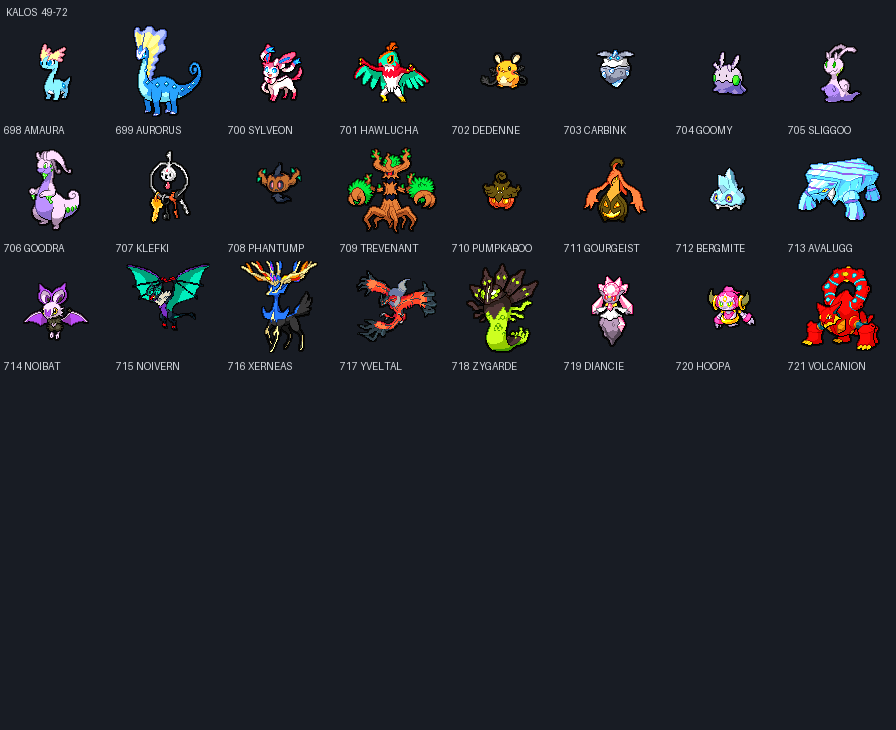 KALOS 49-72
698 AMAURA 699 AURORUS 700 SYLVEON 701 HAWLUCHA 702 DEDENNE 703 CARBINK 704 GOOMY 705 SLIGGOO
706 GOODRA 707 KLEFKI 708 PHANTUMP 709 TREVENANT 710 PUMPKABOO 711 GOURGEIST 712 BERGMITE 713 AVALUGG
714 NOIBAT 715 NOIVERN 716 XERNEAS 717 YVELTAL 718 ZYGARDE 719 DIANCIE 720 HOOPA 721 VOLCANION